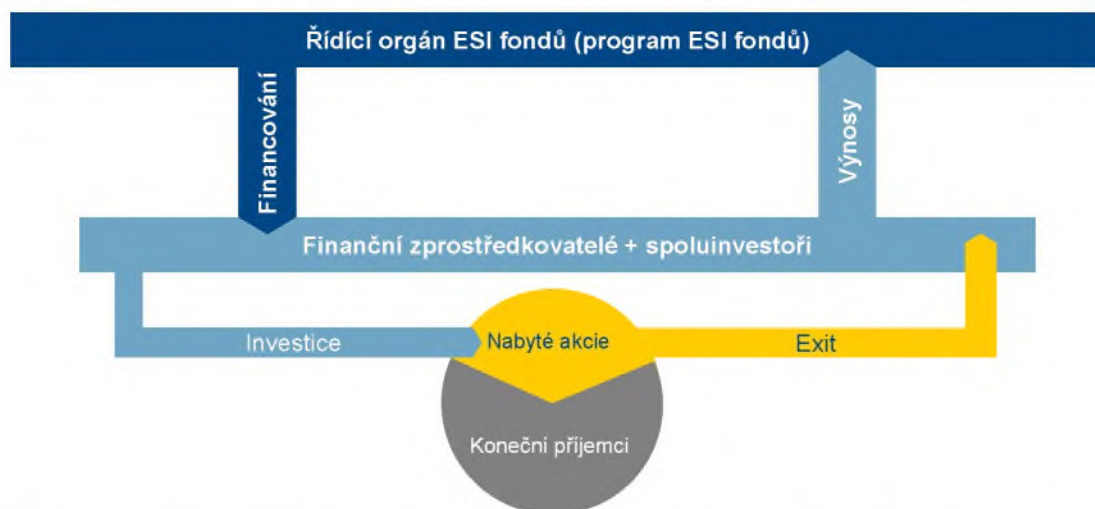 Řídící orgán ESI fondů (program ESI fondů)
Financování
Výnosy
Finanční zprostředkovatelé + spoluinvestoři
Investice
Nabyté akcie
Exit
Koneční příjemci